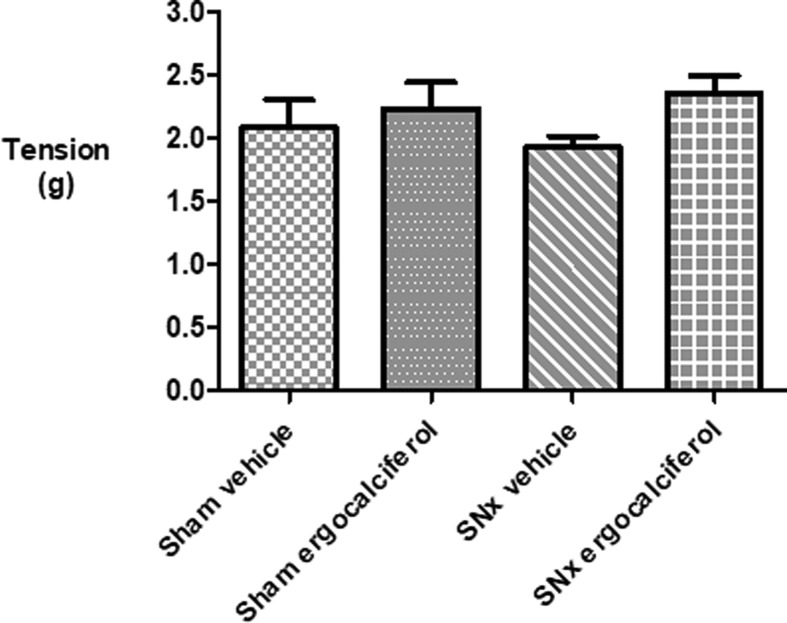 3.0
2.5
2.0
1.5
1.0
0.5
0.0
Tension
(g)
Sham vehicle
Sham ergocalciferol
SNx vehicle
SNx ergocalciferol